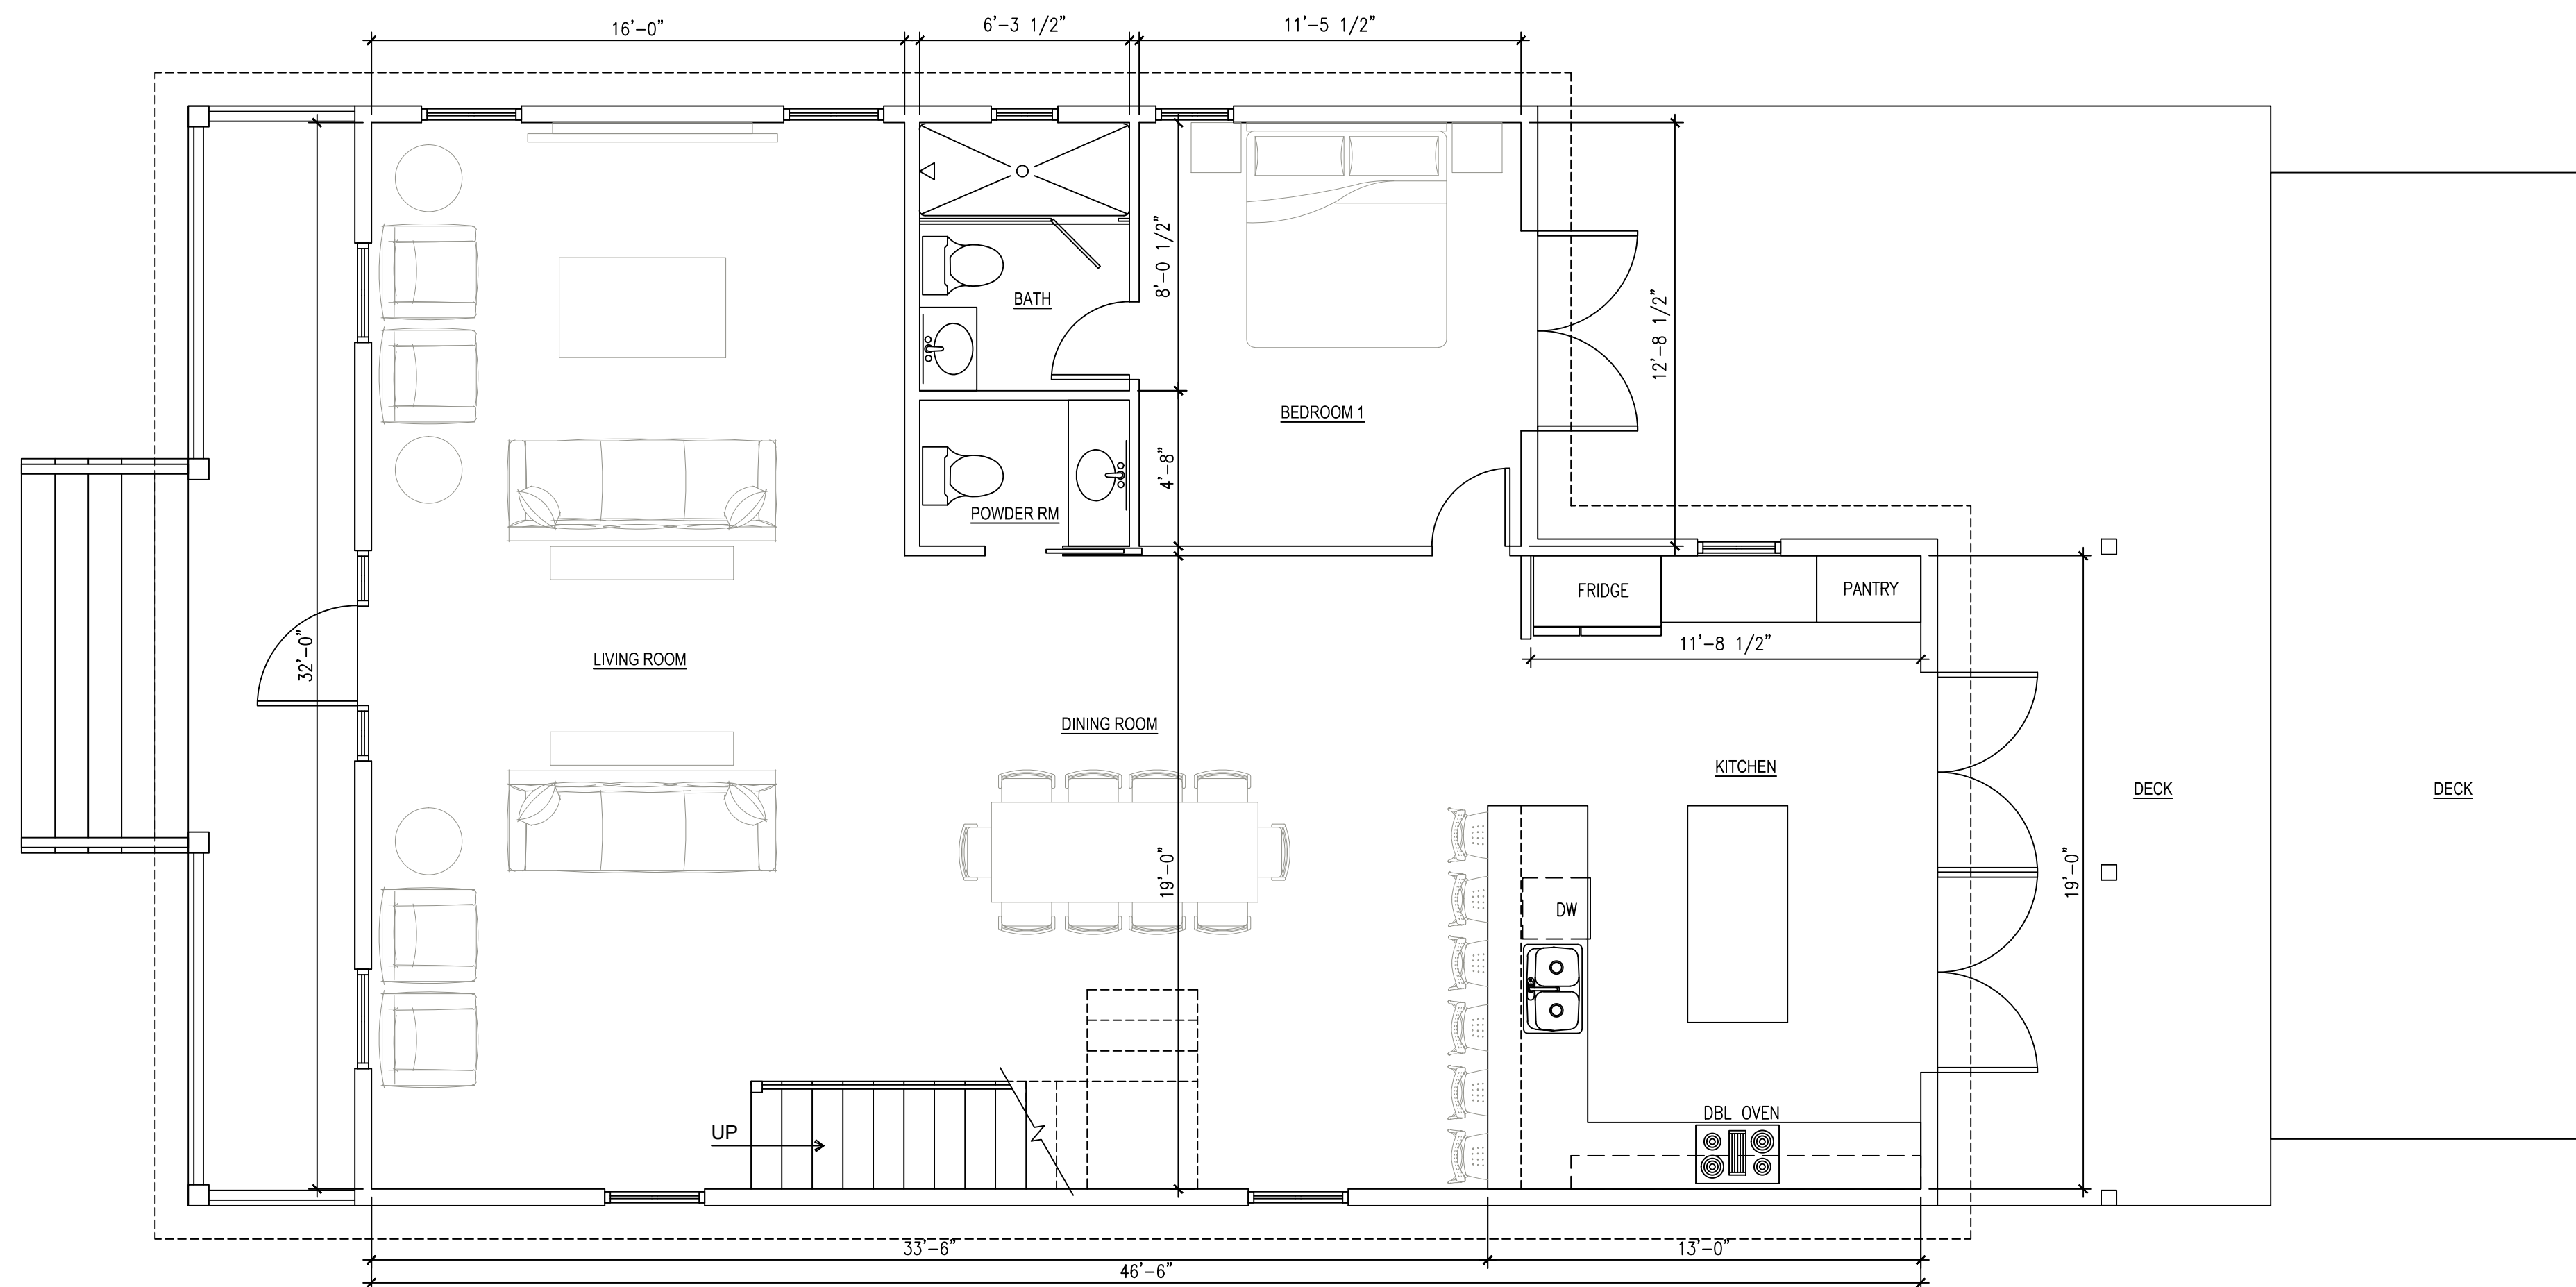 16'-0"
6'-3 1/2"
11'-5 1/2"
8'-0 1/2"
BATH
12'-8 1/2"
BEDROOM 1
4'-8"
POWDER RM
FRIDGE
PANTRY
11'-8 1/2"
32'-0"
LIVING ROOM
DINING ROOM
KITCHEN
DECK
DECK
19'-0"
19'-0"
DW
DBL OVEN
UP
33'-6"
13'-0"
46'-6"